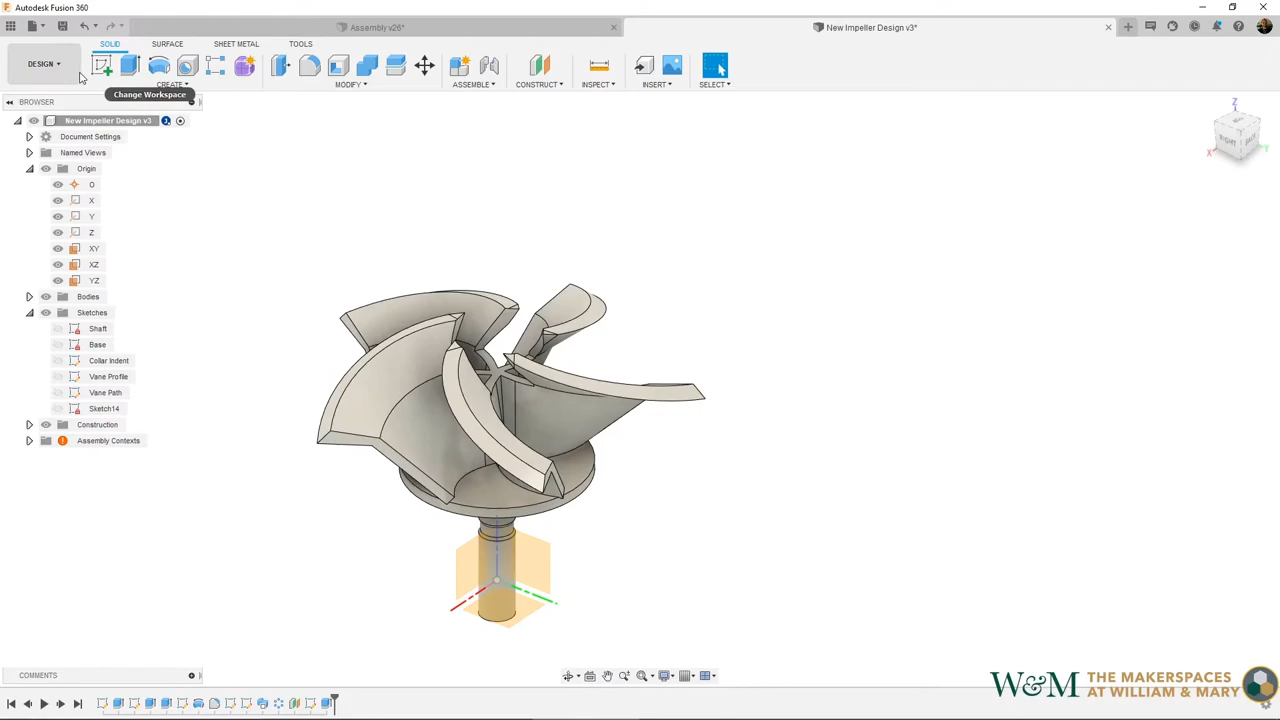 Autodesk Fusion 360
Assembly v26*
New Impeller Design v3*
DESIGN
SOLID
SURFACE
SHEET METAL
TOOLS
CREATE
MODIFY
ASSEMBLE
CONSTRUCT
INSPECT
INSERT
SELECT
Change Workspace
BROWSER
New Impeller Design v3
Document Settings
Named Views
Origin
O
X
Y
Z
XY
XZ
YZ
Bodies
Sketches
Shaft
Base
Collar Indent
Vane Profile
Vane Path
Sketch14
Construction
Assembly Contexts
Z
RIGHT
BACK
X
Y
COMMENTS
W&M THE MAKERSPACES
AT WILLIAM & MARY